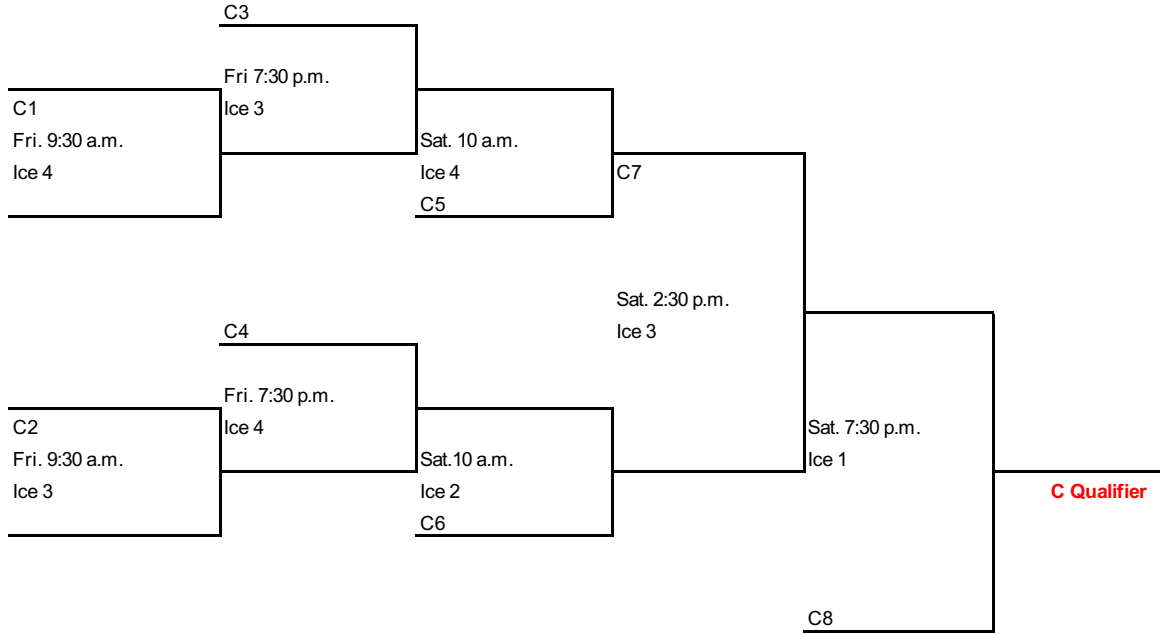 C3
Fri 7:30 p.m.
Ice 3
C1
Fri. 9:30 a.m.
Ice 4
Sat. 10 a.m.
Ice 4
C5
C7
Sat. 2:30 p.m.
Ice 3
C4
Fri. 7:30 p.m.
Ice 4
C2
Fri. 9:30 a.m.
Ice 3
Sat.10 a.m.
Ice 2
C6
Sat. 7:30 p.m.
Ice 1
C Qualifier
C8